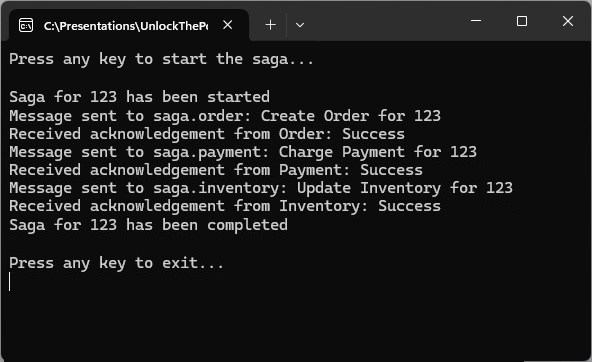 C:\Presentations\UnlockThePo
Press any key to start the saga...
Saga for 123 has been started
Message sent to saga.order: Create Order for 123
Received acknowledgement from Order: Success
Message sent to saga.payment: Charge Payment for 123
Received acknowledgement from Payment: Success
Message sent to saga.inventory: Update Inventory for 123
Received acknowledgement from Inventory: Success
Saga for 123 has been completed
Press any key to exit...